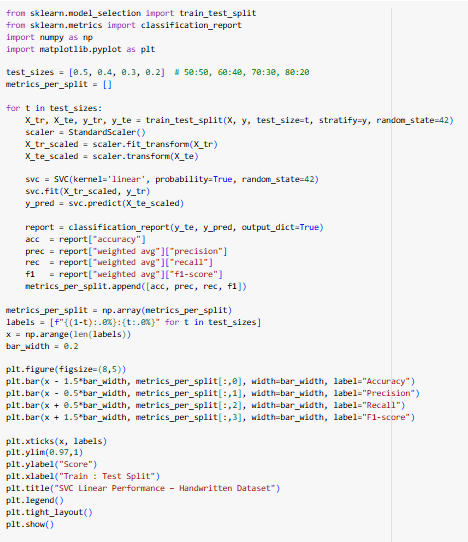 from sklearn.model_selection import train_test_split
from sklearn.metrics import classification_report
import numpy as np
import matplotlib.pyplot as plt

test_sizes = [0.5, 0.4, 0.3, 0.2]  # 50:50, 60:40, 70:30, 80:20
metrics_per_split = []

for t in test_sizes:
    X_tr, X_te, y_tr, y_te = train_test_split(X, y, test_size=t, stratify=y, random_state=42)
    scaler = StandardScaler()
    X_tr_scaled = scaler.fit_transform(X_tr)
    X_te_scaled = scaler.transform(X_te)

    svc = SVC(kernel='linear', probability=True, random_state=42)
    svc.fit(X_tr_scaled, y_tr)
    y_pred = svc.predict(X_te_scaled)

    report = classification_report(y_te, y_pred, output_dict=True)
    acc  = report["accuracy"]
    prec = report["weighted avg"]["precision"]
    rec  = report["weighted avg"]["recall"]
    f1   = report["weighted avg"]["f1-score"]
    metrics_per_split.append([acc, prec, rec, f1])

metrics_per_split = np.array(metrics_per_split)
labels = [f"{(1-t):.0%}:{t:.0%}" for t in test_sizes]
x = np.arange(len(labels))
bar_width = 0.2

plt.figure(figsize=(8,5))
plt.bar(x - 1.5*bar_width, metrics_per_split[:,0], width=bar_width, label="Accuracy")
plt.bar(x - 0.5*bar_width, metrics_per_split[:,1], width=bar_width, label="Precision")
plt.bar(x + 0.5*bar_width, metrics_per_split[:,2], width=bar_width, label="Recall")
plt.bar(x + 1.5*bar_width, metrics_per_split[:,3], width=bar_width, label="F1-score")

plt.xticks(x, labels)
plt.ylim(0.97,1)
plt.ylabel("Score")
plt.xlabel("Train : Test Split")
plt.title("SVC Linear Performance – Handwritten Dataset")
plt.legend()
plt.tight_layout()
plt.show()